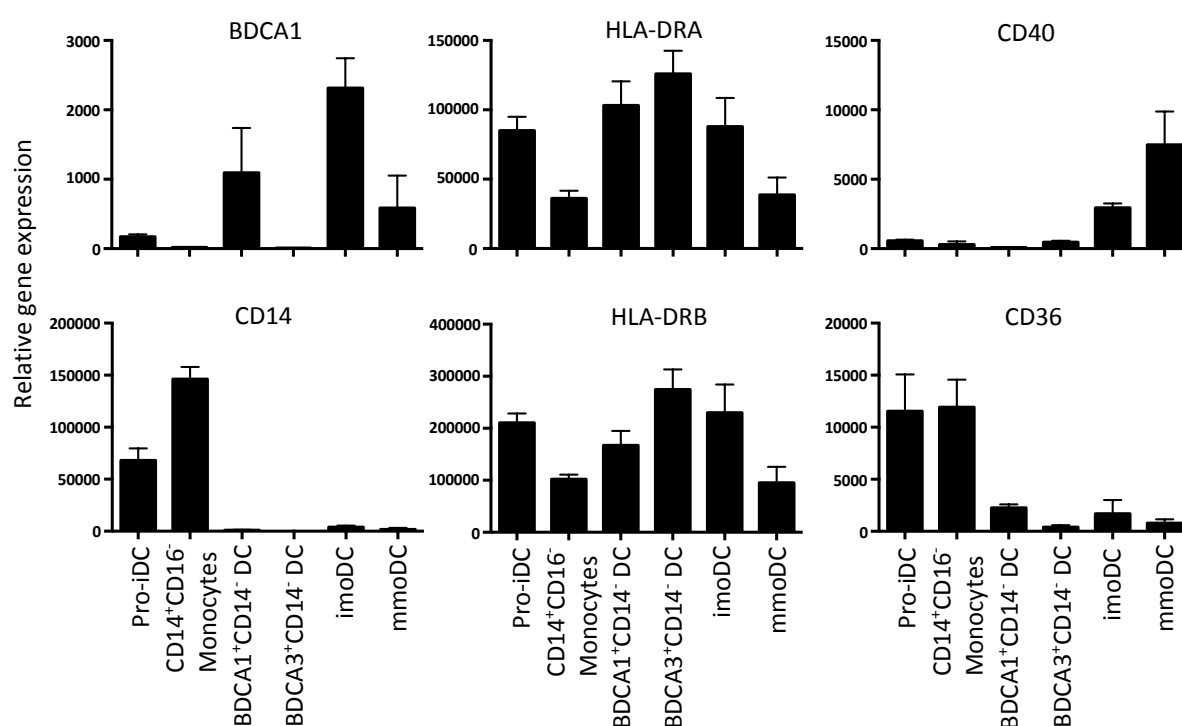 BDCA1
HLA-DRA
CD40
3000
2000
1000
0
150000
100000
50000
0
15000
10000
5000
0
Relative gene expression
CD14
HLA-DRB
CD36
200000
150000
100000
50000
0
400000
300000
200000
100000
0
20000
15000
10000
5000
0
Pro-iDC
CD14⁺CD16⁻
Monocytes
BDCA1⁺CD14⁻ DC
BDCA3⁺CD14⁻ DC
imoDC
mmoDC
Pro-iDC
CD14⁺CD16⁻
Monocytes
BDCA1⁺CD14⁻ DC
BDCA3⁺CD14⁻ DC
imoDC
mmoDC
Pro-iDC
CD14⁺CD16⁻
Monocytes
BDCA1⁺CD14⁻ DC
BDCA3⁺CD14⁻ DC
imoDC
mmoDC